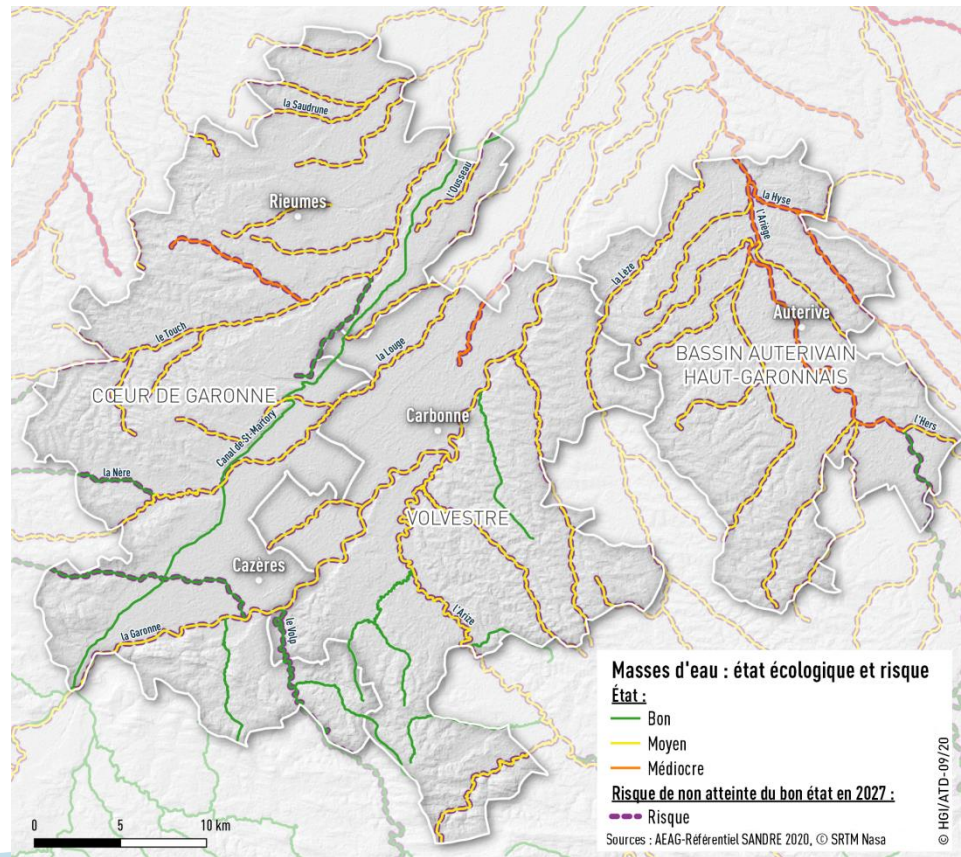 la Saudrune
l'Ousseau
Rieumes
la Hyse
l'Ariège
la Lèze
Auterive
le Touch
BASSIN AUTERIVAIN
HAUT-GARONNAIS
la Louge
CŒUR DE GARONNE
Carbonne
l'Hers
Canal de St-Martory
la Nère
VOLVESTRE
Cazères
l'Arize
la Garonne
le Volp
Masses d'eau : état écologique et risque
État :
Bon
Moyen
Médiocre
Risque de non atteinte du bon état en 2027 :
Risque
Sources : AEAG-Référentiel SANDRE 2020, © SRTM Nasa
© HGI/ATD-09/20
0 5 10 km